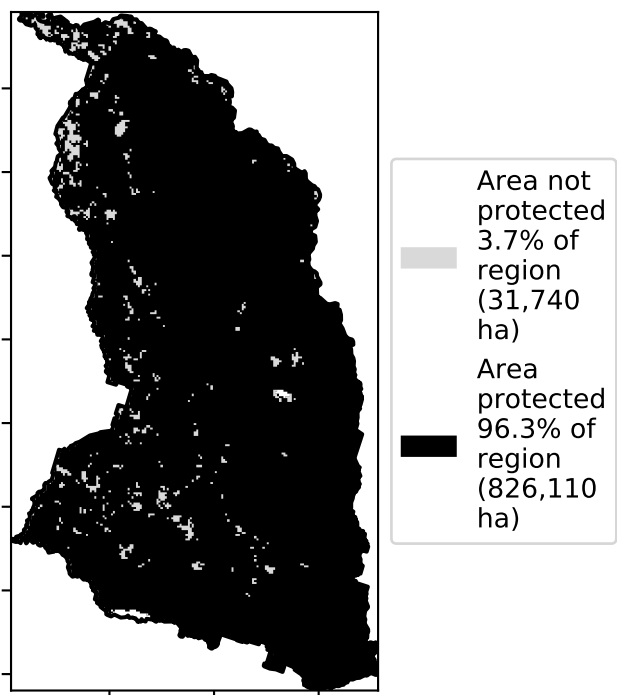 Area not
protected
3.7% of
region
(31,740
ha)
Area
protected
96.3% of
region
(826,110
ha)